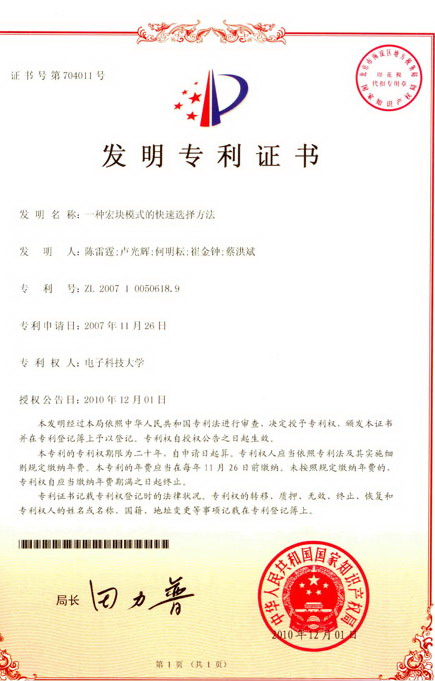 证书号第704011号
印花税
代扣专用章
国家知识产权局
发明专利证书
发明名称：一种宏块模式的快速选择方法
发明人：陈雷霆；卢光辉；何明耘；崔金钟；蔡洪斌
专利号：ZL 2007 1 0050618.9
专利申请日：2007年11月26日
专利权人：电子科技大学
授权公告日：2010年12月01日
本发明经过本局依照中华人民共和国专利法进行审查，决定授予专利权，颁发本证书
并在专利登记簿上予以登记。专利权自授权公告之日起生效。
本专利的专利权期限为二十年，自申请日起算。专利权人应当依照专利法及其实施细
则规定缴纳年费。本专利的年费应当在每年11月26日前缴纳。未按照规定缴纳年费的，
专利权自应当缴纳年费期满之日起终止。
专利证书记载专利权登记时的法律状况。专利权的转移、质押、无效、终止、恢复和
专利权人的姓名或名称、国籍、地址变更等事项记载在专利登记簿上。
局长 田力普
中华人民共和国国家知识产权局
2010年12月01日
第1页（共1页）